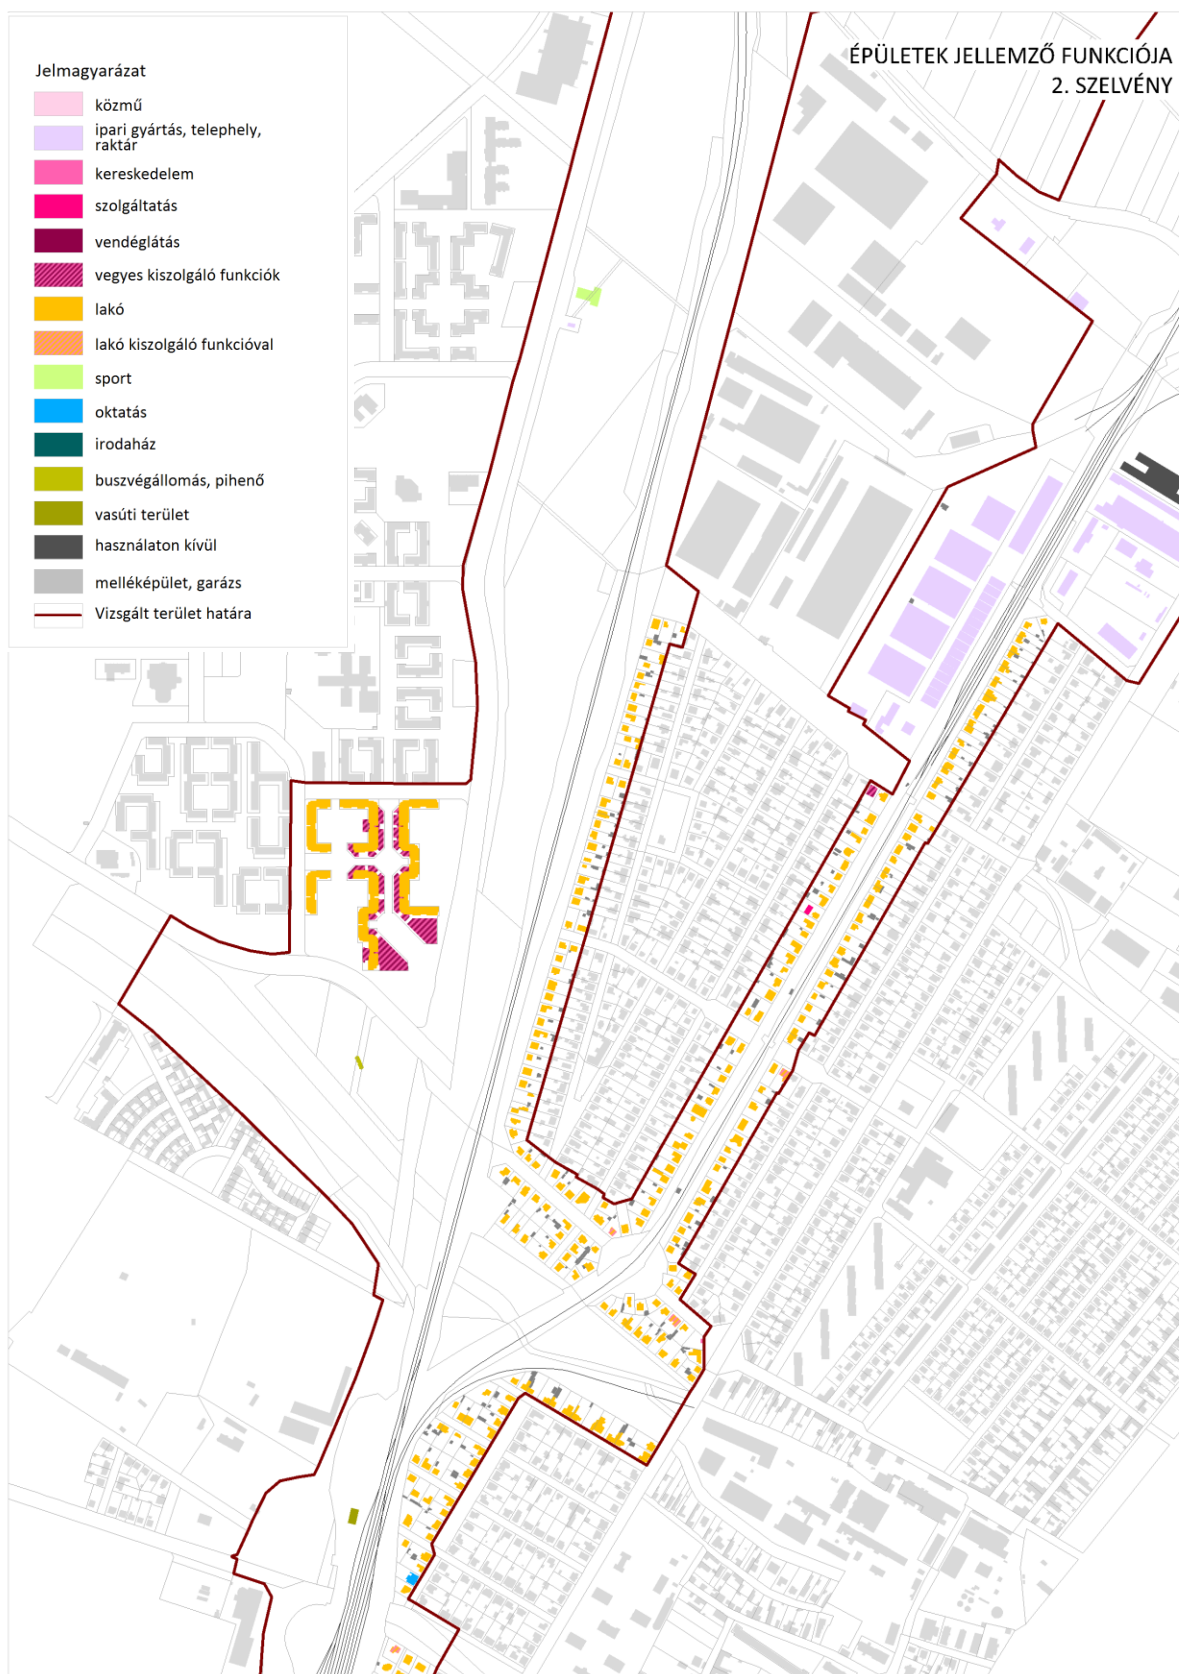 ÉPÜLETEK JELLEMZŐ FUNKCIÓJA
2. SZELVÉNY
Jelmagyarázat
közmű
ipari gyártás, telephely,
raktár
kereskedelem
szolgáltatás
vendéglátás
vegyes kiszolgáló funkciók
lakó
lakó kiszolgáló funkcióval
sport
oktatás
irodaház
buszvégállomás, pihenő
vasúti terület
használaton kívül
melléképület, garázs
Vizsgált terület határa